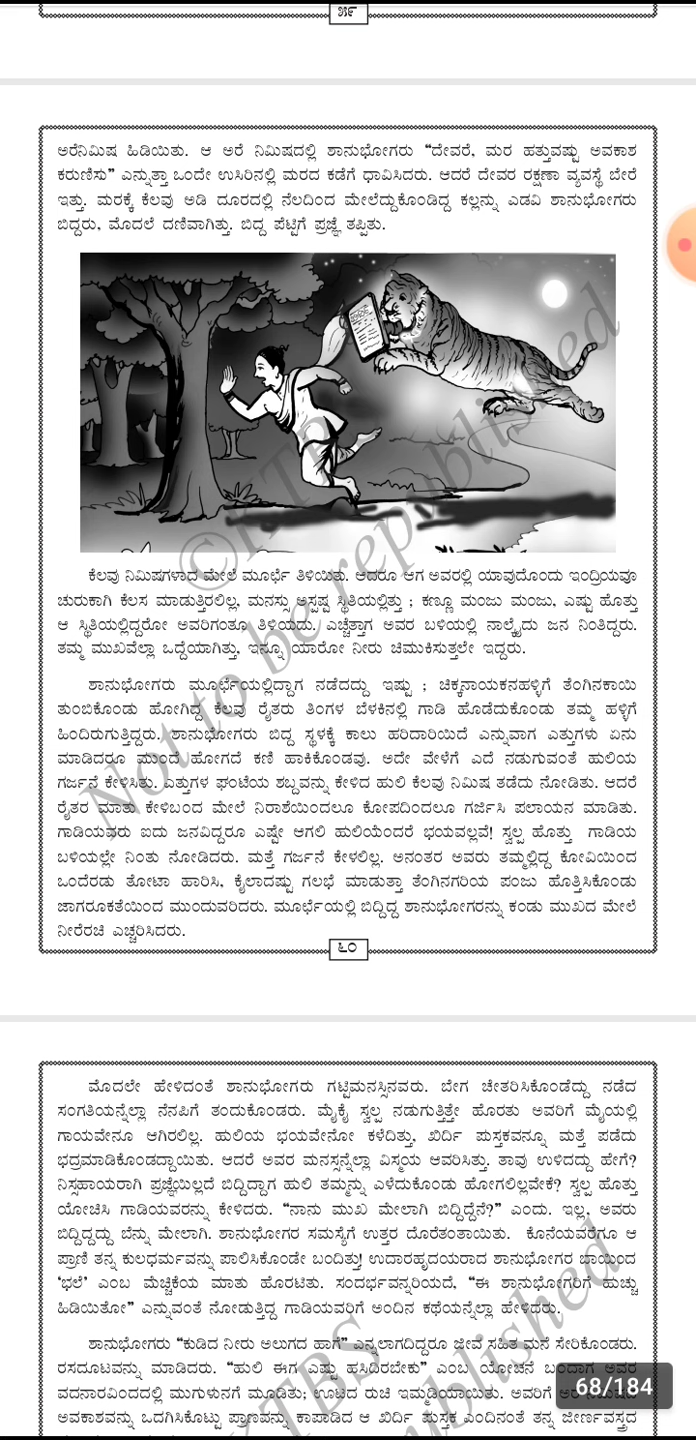 ೫೯
ಅರೆನಿಮಿಷ ಹಿಡಿಯಿತು. ಆ ಅರೆ ನಿಮಿಷದಲ್ಲಿ ಶಾನುಭೋಗರು “ದೇವರೆ, ಮರ ಹತ್ತುವಷ್ಟು ಅವಕಾಶ
ಕರುಣಿಸು” ಎನ್ನುತ್ತಾ ಒಂದೇ ಉಸಿರಿನಲ್ಲಿ ಮರದ ಕಡೆಗೆ ಧಾವಿಸಿದರು. ಆದರೆ ದೇವರ ರಕ್ಷಣಾ ವ್ಯವಸ್ಥೆ ಬೇರೆ
ಇತ್ತು. ಮರಕ್ಕೆ ಕೆಲವು ಅಡಿ ದೂರದಲ್ಲಿ ನೆಲದಿಂದ ಮೇಲೆದ್ದುಕೊಂಡಿದ್ದ ಕಲ್ಲನ್ನು ಎಡವಿ ಶಾನುಭೋಗರು
ಬಿದ್ದರು, ಮೊದಲೆ ದಣಿವಾಗಿತ್ತು. ಬಿದ್ದ ಪೆಟ್ಟಿಗೆ ಪ್ರಜ್ಞೆ ತಪ್ಪಿತು.
ಕೆಲವು ನಿಮಿಷಗಳಾದ ಮೇಲೆ ಮೂರ್ಛೆ ತಿಳಿಯಿತು. ಆದರೂ ಆಗ ಅವರಲ್ಲಿ ಯಾವುದೊಂದು ಇಂದ್ರಿಯವೂ
ಚುರುಕಾಗಿ ಕೆಲಸ ಮಾಡುತ್ತಿರಲಿಲ್ಲ, ಮನಸ್ಸು ಅಸ್ಪಷ್ಟ ಸ್ಥಿತಿಯಲ್ಲಿತ್ತು ; ಕಣ್ಣೂ ಮಂಜು ಮಂಜು, ಎಷ್ಟು ಹೊತ್ತು
ಆ ಸ್ಥಿತಿಯಲ್ಲಿದ್ದರೋ ಅವರಿಗಂತೂ ತಿಳಿಯದು. ಎಚ್ಚೆತ್ತಾಗ ಅವರ ಬಳಿಯಲ್ಲಿ ನಾಲ್ಕೈದು ಜನ ನಿಂತಿದ್ದರು.
ತಮ್ಮ ಮುಖವೆಲ್ಲಾ ಒದ್ದೆಯಾಗಿತ್ತು, ಇನ್ನೂ ಯಾರೋ ನೀರು ಚಿಮುಕಿಸುತ್ತಲೇ ಇದ್ದರು.
ಶಾನುಭೋಗರು ಮೂರ್ಛೆಯಲ್ಲಿದ್ದಾಗ ನಡೆದದ್ದು ಇಷ್ಟು ; ಚಿಕ್ಕನಾಯಕನಹಳ್ಳಿಗೆ ತೆಂಗಿನಕಾಯಿ
ತುಂಬಿಕೊಂಡು ಹೋಗಿದ್ದ ಕೆಲವು ರೈತರು ತಿಂಗಳ ಬೆಳಕಿನಲ್ಲಿ ಗಾಡಿ ಹೊಡೆದುಕೊಂಡು ತಮ್ಮ ಹಳ್ಳಿಗೆ
ಹಿಂದಿರುಗುತ್ತಿದ್ದರು. ಶಾನುಭೋಗರು ಬಿದ್ದ ಸ್ಥಳಕ್ಕೆ ಕಾಲು ಹರಿದಾರಿಯಿದೆ ಎನ್ನುವಾಗ ಎತ್ತುಗಳು ಏನು
ಮಾಡಿದರೂ ಮುಂದೆ ಹೋಗದೆ ಕಣಿ ಹಾಕಿಕೊಂಡವು. ಅದೇ ವೇಳೆಗೆ ಎದೆ ನಡುಗುವಂತೆ ಹುಲಿಯ
ಗರ್ಜನೆ ಕೇಳಿಸಿತು. ಎತ್ತುಗಳ ಘಂಟೆಯ ಶಬ್ದವನ್ನು ಕೇಳಿದ ಹುಲಿ ಕೆಲವು ನಿಮಿಷ ತಡೆದು ನೋಡಿತು. ಆದರೆ
ರೈತರ ಮಾತು ಕೇಳಿಬಂದ ಮೇಲೆ ನಿರಾಶೆಯಿಂದಲೂ ಕೋಪದಿಂದಲೂ ಗರ್ಜಿಸಿ ಪಲಾಯನ ಮಾಡಿತು.
ಗಾಡಿಯವರು ಐದು ಜನವಿದ್ದರೂ ಎಷ್ಟೇ ಆಗಲಿ ಹುಲಿಯೆಂದರೆ ಭಯವಲ್ಲವೆ! ಸ್ವಲ್ಪ ಹೊತ್ತು ಗಾಡಿಯ
ಬಳಿಯಲ್ಲೇ ನಿಂತು ನೋಡಿದರು. ಮತ್ತೆ ಗರ್ಜನೆ ಕೇಳಲಿಲ್ಲ. ಅನಂತರ ಅವರು ತಮ್ಮಲ್ಲಿದ್ದ ಕೋವಿಯಿಂದ
ಒಂದೆರಡು ತೋಟಾ ಹಾರಿಸಿ, ಕೈಲಾದಷ್ಟು ಗಲಭೆ ಮಾಡುತ್ತಾ ತೆಂಗಿನಗರಿಯ ಪಂಜು ಹೊತ್ತಿಸಿಕೊಂಡು
ಜಾಗರೂಕತೆಯಿಂದ ಮುಂದುವರಿದರು. ಮೂರ್ಛೆಯಲ್ಲಿ ಬಿದ್ದಿದ್ದ ಶಾನುಭೋಗರನ್ನು ಕಂಡು ಮುಖದ ಮೇಲೆ
ನೀರೆರಚಿ ಎಚ್ಚರಿಸಿದರು.
೬೦
ಮೊದಲೇ ಹೇಳಿದಂತೆ ಶಾನುಭೋಗರು ಗಟ್ಟಿಮನಸ್ಸಿನವರು. ಬೇಗ ಚೇತರಿಸಿಕೊಂಡೆದ್ದು ನಡೆದ
ಸಂಗತಿಯನ್ನೆಲ್ಲಾ ನೆನಪಿಗೆ ತಂದುಕೊಂಡರು. ಮೈಕೈ ಸ್ವಲ್ಪ ನಡುಗುತ್ತಿತ್ತೇ ಹೊರತು ಅವರಿಗೆ ಮೈಯಲ್ಲಿ
ಗಾಯವೇನೂ ಆಗಿರಲಿಲ್ಲ. ಹುಲಿಯ ಭಯವೇನೋ ಕಳೆದಿತ್ತು, ಖಿರ್ದಿ ಪುಸ್ತಕವನ್ನೂ ಮತ್ತೆ ಪಡೆದು
ಭದ್ರಮಾಡಿಕೊಂಡದ್ದಾಯಿತು. ಆದರೆ ಅವರ ಮನಸ್ಸನ್ನೆಲ್ಲಾ ವಿಸ್ಮಯ ಆವರಿಸಿತ್ತು. ತಾವು ಉಳಿದದ್ದು ಹೇಗೆ?
ನಿಸ್ಸಹಾಯರಾಗಿ ಪ್ರಜ್ಞೆಯಿಲ್ಲದೆ ಬಿದ್ದಿದ್ದಾಗ ಹುಲಿ ತಮ್ಮನ್ನು ಎಳೆದುಕೊಂಡು ಹೋಗಲಿಲ್ಲವೇಕೆ? ಸ್ವಲ್ಪ ಹೊತ್ತು
ಯೋಚಿಸಿ ಗಾಡಿಯವರನ್ನು ಕೇಳಿದರು. “ನಾನು ಮುಖ ಮೇಲಾಗಿ ಬಿದ್ದಿದ್ದೆನೆ?” ಎಂದು. ಇಲ್ಲ, ಅವರು
ಬಿದ್ದಿದ್ದದ್ದು ಬೆನ್ನು ಮೇಲಾಗಿ. ಶಾನುಭೋಗರ ಸಮಸ್ಯೆಗೆ ಉತ್ತರ ದೊರೆತಂತಾಯಿತು. ಕೊನೆಯವರೆಗೂ ಆ
ಪ್ರಾಣಿ ತನ್ನ ಕುಲಧರ್ಮವನ್ನು ಪಾಲಿಸಿಕೊಂಡೇ ಬಂದಿತ್ತು! ಉದಾರಹೃದಯರಾದ ಶಾನುಭೋಗರ ಬಾಯಿಂದ
‘ಭಲೆ’ ಎಂಬ ಮೆಚ್ಚಿಕೆಯ ಮಾತು ಹೊರಟಿತು. ಸಂದರ್ಭವನ್ನರಿಯದೆ, “ಈ ಶಾನುಭೋಗರಿಗೆ ಹುಚ್ಚು
ಹಿಡಿಯಿತೋ” ಎನ್ನುವಂತೆ ನೋಡುತ್ತಿದ್ದ ಗಾಡಿಯವರಿಗೆ ಅಂದಿನ ಕಥೆಯನ್ನೆಲ್ಲಾ ಹೇಳಿದರು.
ಶಾನುಭೋಗರು “ಕುಡಿದ ನೀರು ಅಲುಗದ ಹಾಗೆ” ಎನ್ನಲಾಗದಿದ್ದರೂ ಜೀವ ಸಹಿತ ಮನೆ ಸೇರಿಕೊಂಡರು.
ರಸದೂಟವನ್ನು ಮಾಡಿದರು. “ಹುಲಿ ಈಗ ಎಷ್ಟು ಹಸಿದಿರಬೇಕು” ಎಂಬ ಯೋಚನೆ ಬಂದಾಗ ಅವರ
ವದನಾರವಿಂದದಲ್ಲಿ ಮುಗುಳುನಗೆ ಮೂಡಿತು; ಊಟದ ರುಚಿ ಇಮ್ಮಡಿಯಾಯಿತು. ಅವರಿಗೆ ಅರೆ
ಅವಕಾಶವನ್ನು ಒದಗಿಸಿಕೊಟ್ಟು ಪ್ರಾಣವನ್ನು ಕಾಪಾಡಿದ ಆ ಖಿರ್ದಿ ಪುಸ್ತಕ ಎಂದಿನಂತೆ ತನ್ನ ಜೀರ್ಣವಸ್ತ್ರದ
68/184
©KTBS
Not to be republished